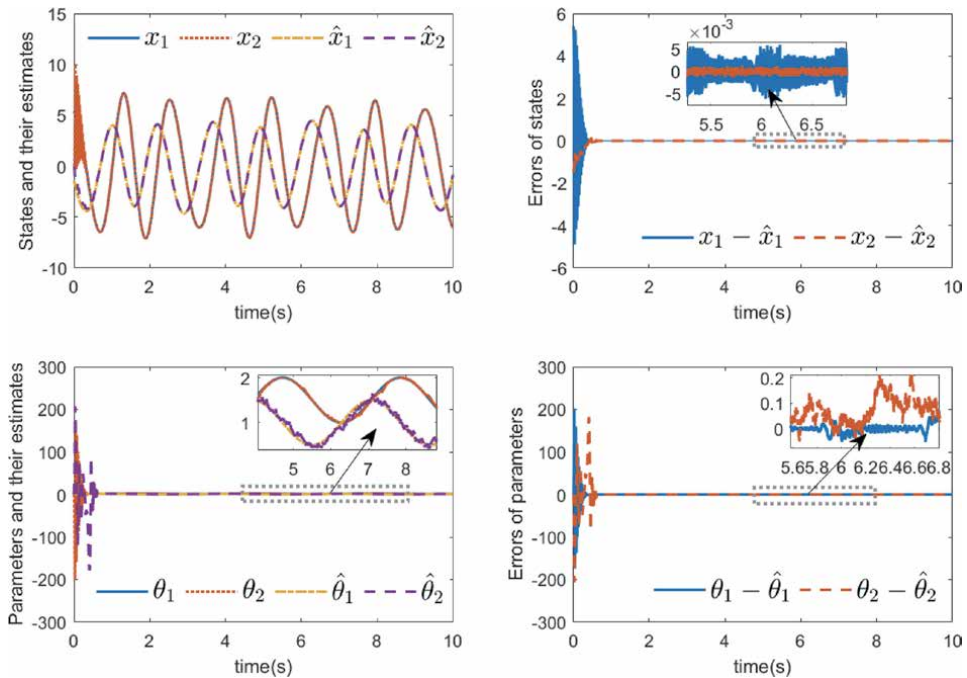 15
10
5
0
-5
-10
States and their estimates
x₁ x₂ x̂₁ x̂₂
0 2 4 6 8 10
time(s)
6
4
2
0
-2
-4
-6
Errors of states
×10⁻³
5
0
-5
5.5 6 6.5
x₁ − x̂₁ x₂ − x̂₂
0 2 4 6 8 10
time(s)
300
200
100
0
-100
-200
-300
Parameters and their estimates
2
1
5 6 7 8
θ₁ θ₂ θ̂₁ θ̂₂
0 2 4 6 8 10
time(s)
300
200
100
0
-100
-200
-300
Errors of parameters
0.2
0.1
0
5.65.8 6 6.26.46.66.8
θ₁ − θ̂₁ θ₂ − θ̂₂
0 2 4 6 8 10
time(s)